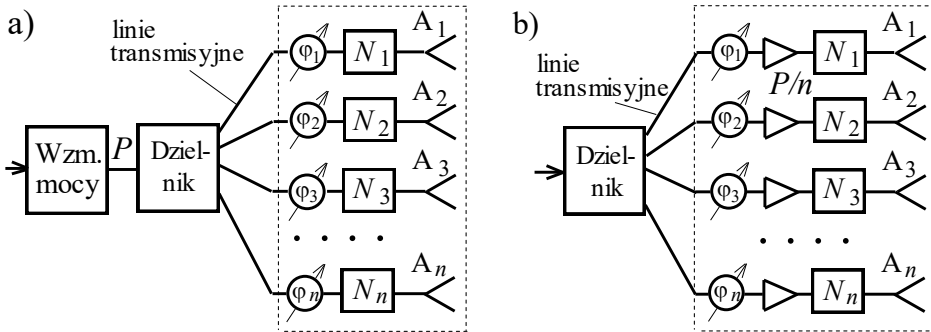 a)
linie
transmisyjne
Wzm.
mocy
P
Dziel-
nik
φ1 N1 A1
φ2 N2 A2
φ3 N3 A3
. . . .
φn Nn An
b)
linie
transmisyjne
Dziel-
nik
φ1 N1 A1
P/n
φ2 N2 A2
φ3 N3 A3
. . . .
φn Nn An